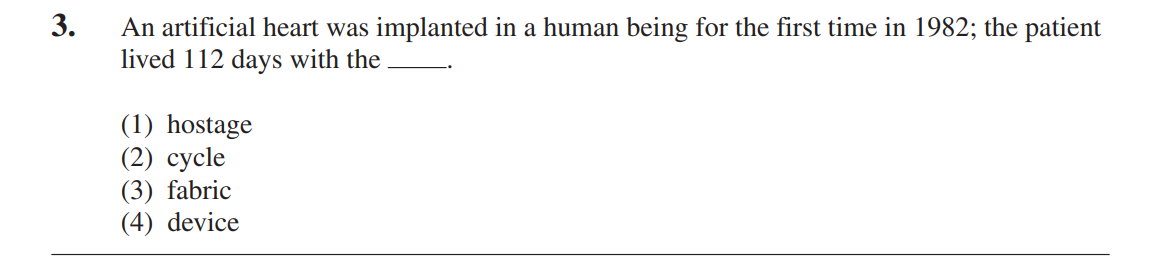 3. An artificial heart was implanted in a human being for the first time in 1982; the patient
lived 112 days with the _____.
(1) hostage
(2) cycle
(3) fabric
(4) device